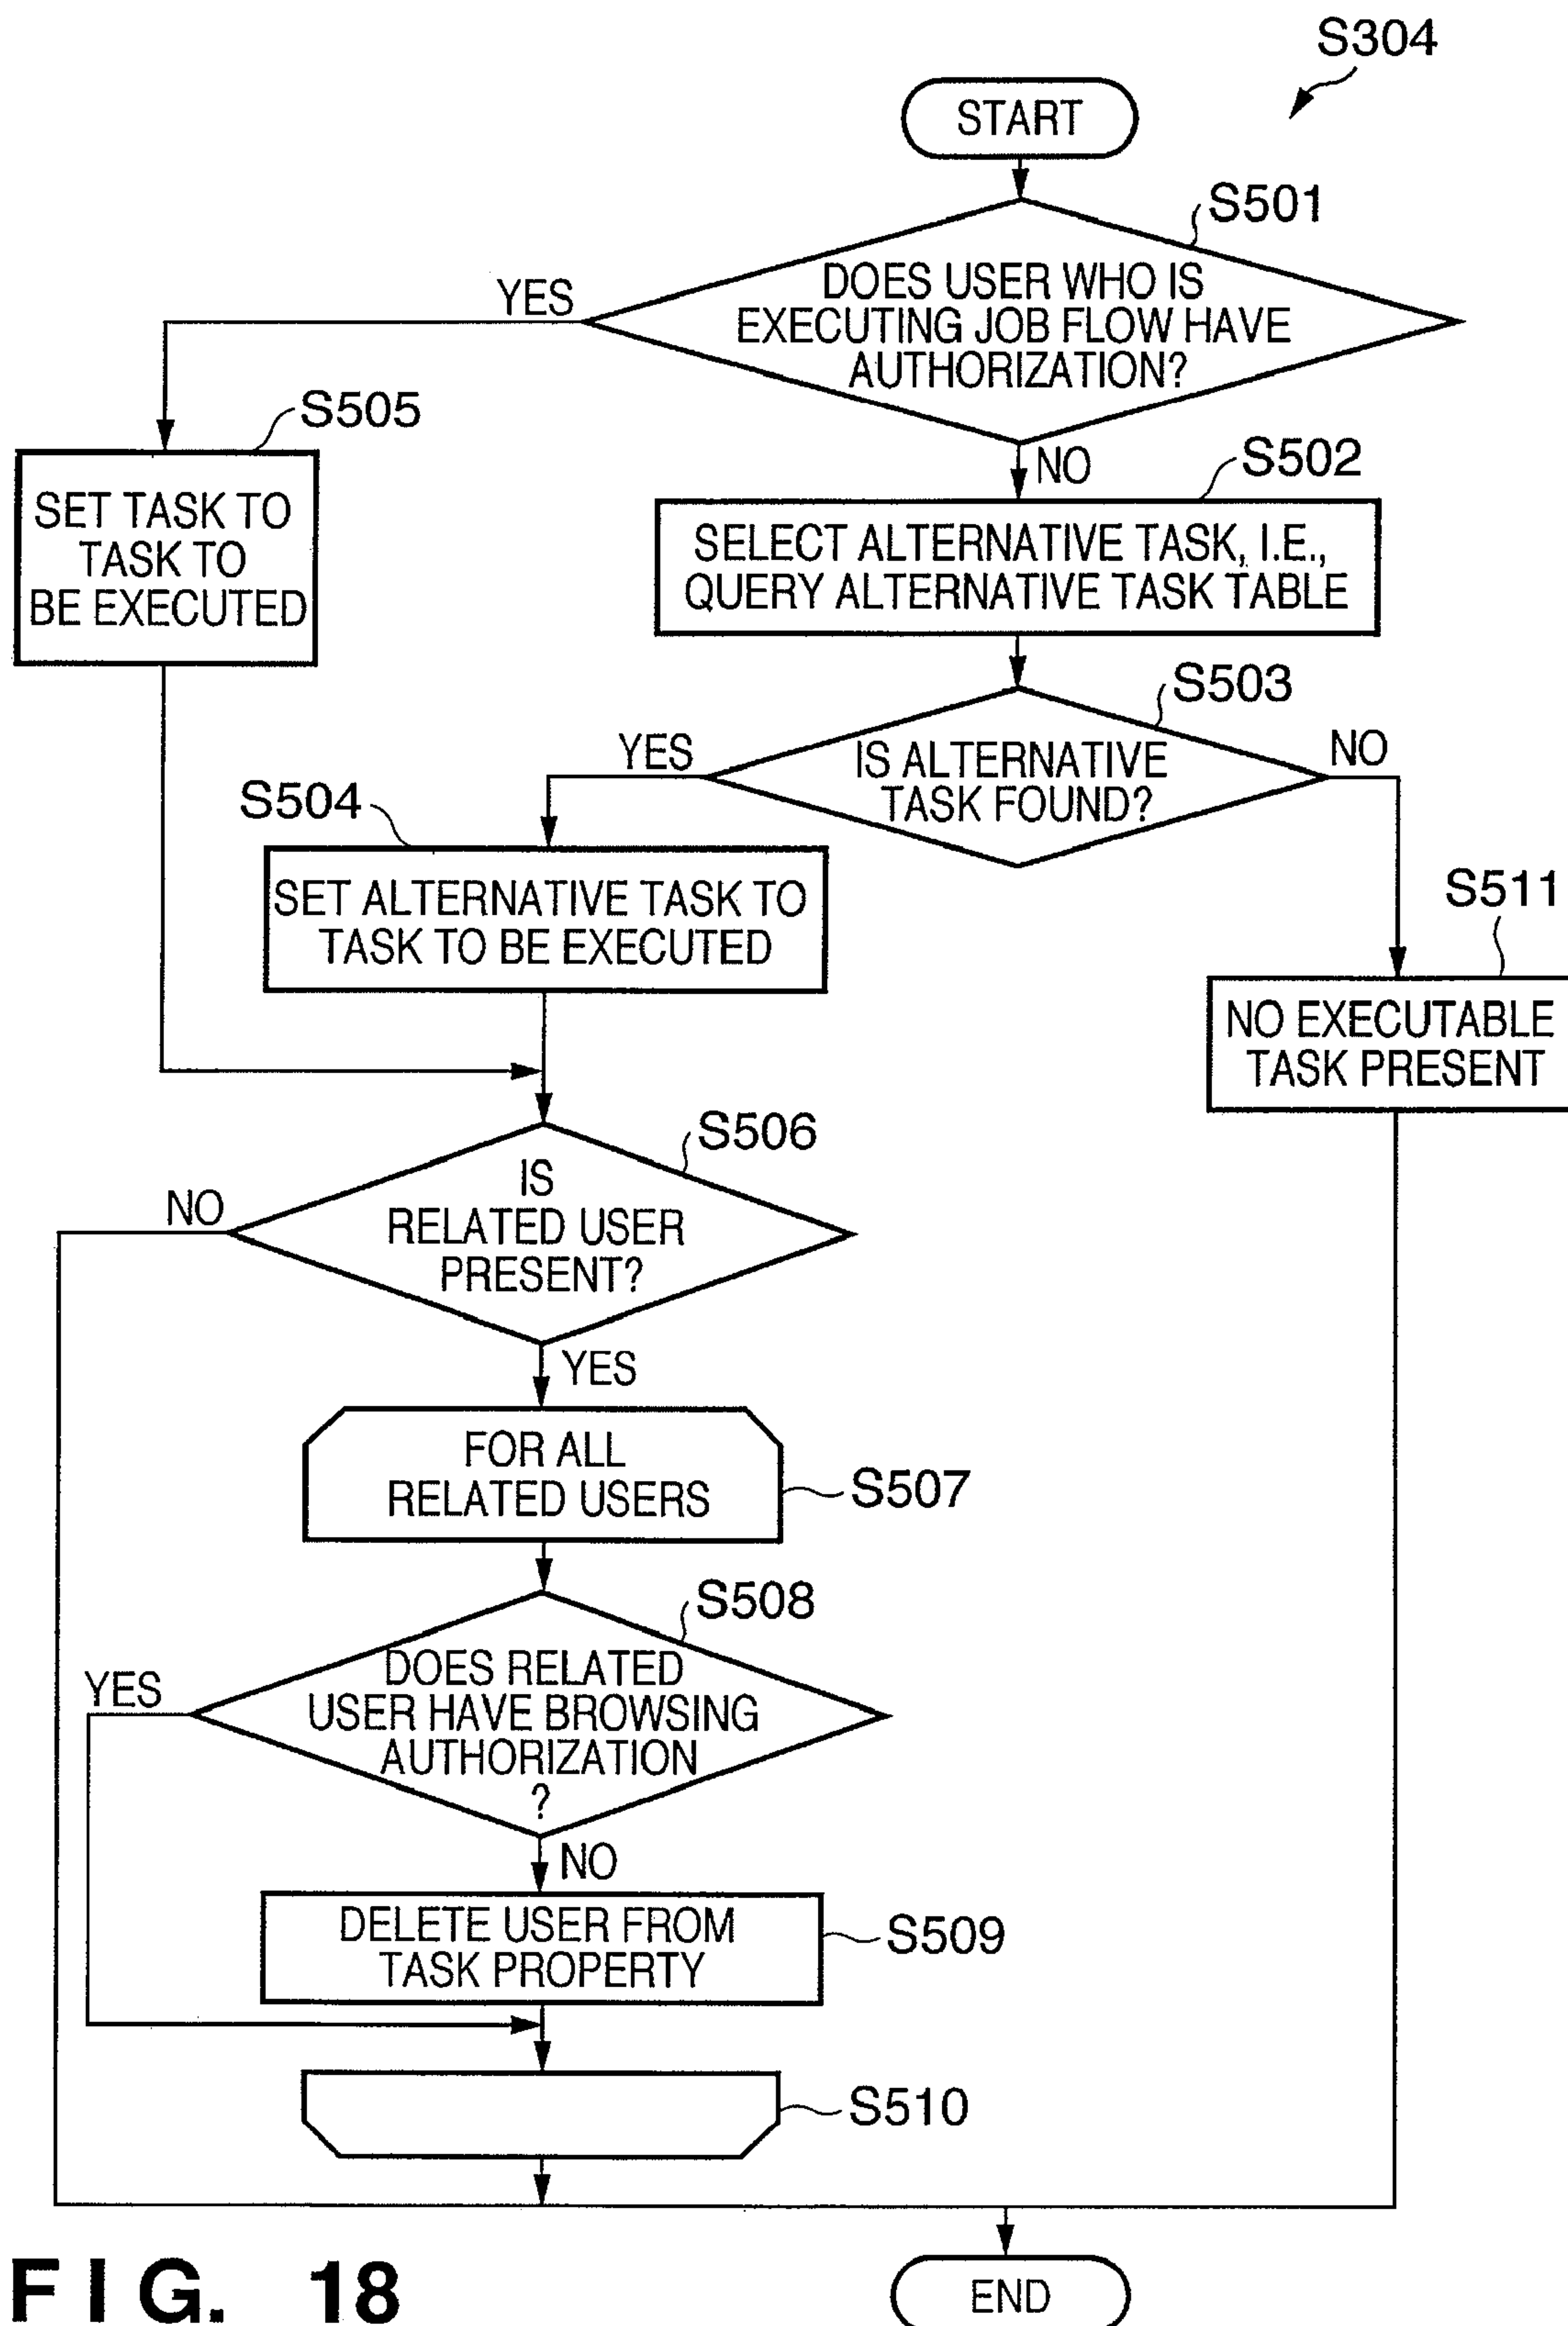 S304
START
S501
DOES USER WHO IS
EXECUTING JOB FLOW HAVE
AUTHORIZATION?
YES
NO
S505
SET TASK TO
TASK TO
BE EXECUTED
S502
SELECT ALTERNATIVE TASK, I.E.,
QUERY ALTERNATIVE TASK TABLE
S503
IS ALTERNATIVE
TASK FOUND?
YES
NO
S504
SET ALTERNATIVE TASK TO
TASK TO BE EXECUTED
S511
NO EXECUTABLE
TASK PRESENT
S506
IS
RELATED USER
PRESENT?
NO
YES
FOR ALL
RELATED USERS
S507
S508
DOES RELATED
USER HAVE BROWSING
AUTHORIZATION
?
YES
NO
DELETE USER FROM
TASK PROPERTY
S509
S510
END
FIG. 18